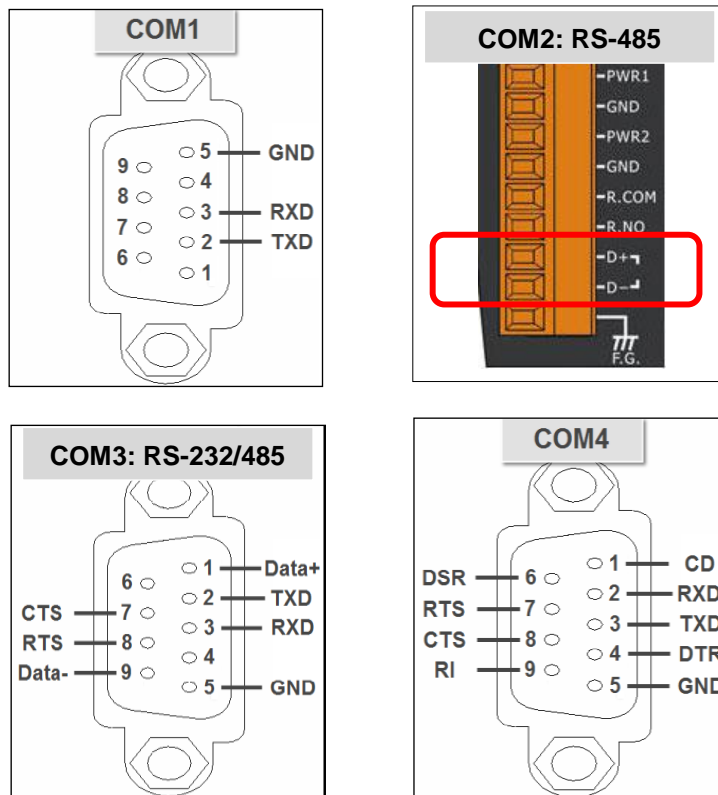 COM1
5 GND
9
4
8
3 RXD
7
2 TXD
6
1
COM2: RS-485
PWR1
GND
PWR2
GND
R.COM
R.NO
D+
D-
F.G.
COM3: RS-232/485
1 Data+
6
2 TXD
CTS 7
3 RXD
RTS 8
4
Data- 9
5 GND
COM4
1 CD
DSR 6
2 RXD
RTS 7
3 TXD
CTS 8
4 DTR
RI 9
5 GND